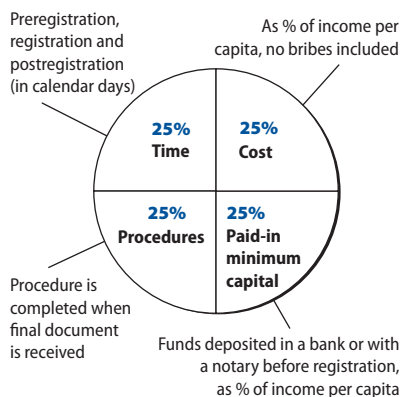 Preregistration,
registration and
postregistration
(in calendar days)
As % of income per
capita, no bribes included
25%
Time
25%
Cost
25%
Procedures
25%
Paid-in
minimum
capital
Procedure is
completed when
final document
is received
Funds deposited in a bank or with
a notary before registration,
as % of income per capita